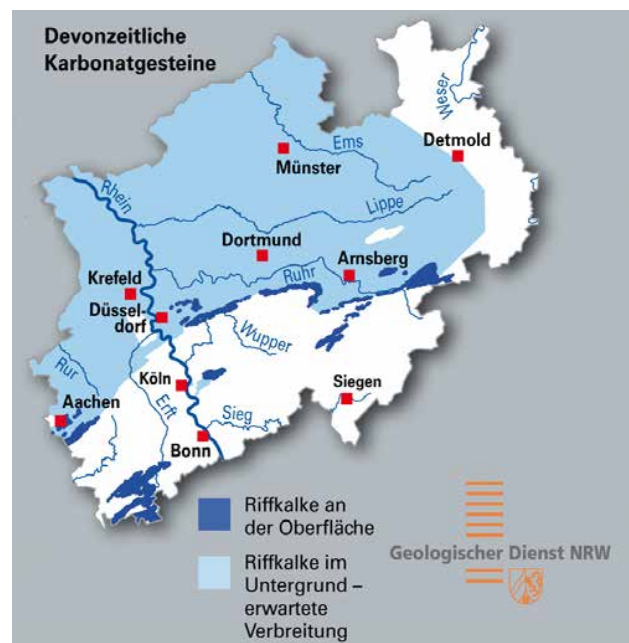 Devonzeitliche
Karbonatgesteine
Weser
Ems
Detmold
Münster
Rhein
Lippe
Dortmund
Arnsberg
Krefeld
Ruhr
Düssel-
dorf
Wupper
Rur
Köln
Siegen
Aachen
Erft
Sieg
Bonn
Riffkalke an
der Oberfläche
Geologischer Dienst NRW
Riffkalke im
Untergrund –
erwartete
Verbreitung